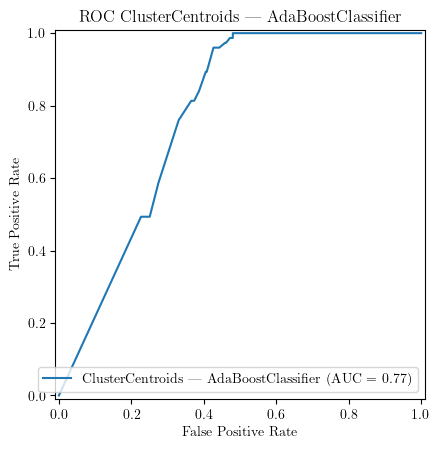 ROC ClusterCentroids — AdaBoostClassifier
1.0
0.8
0.6
0.4
0.2
0.0
True Positive Rate
ClusterCentroids — AdaBoostClassifier (AUC = 0.77)
0.0 0.2 0.4 0.6 0.8 1.0
False Positive Rate